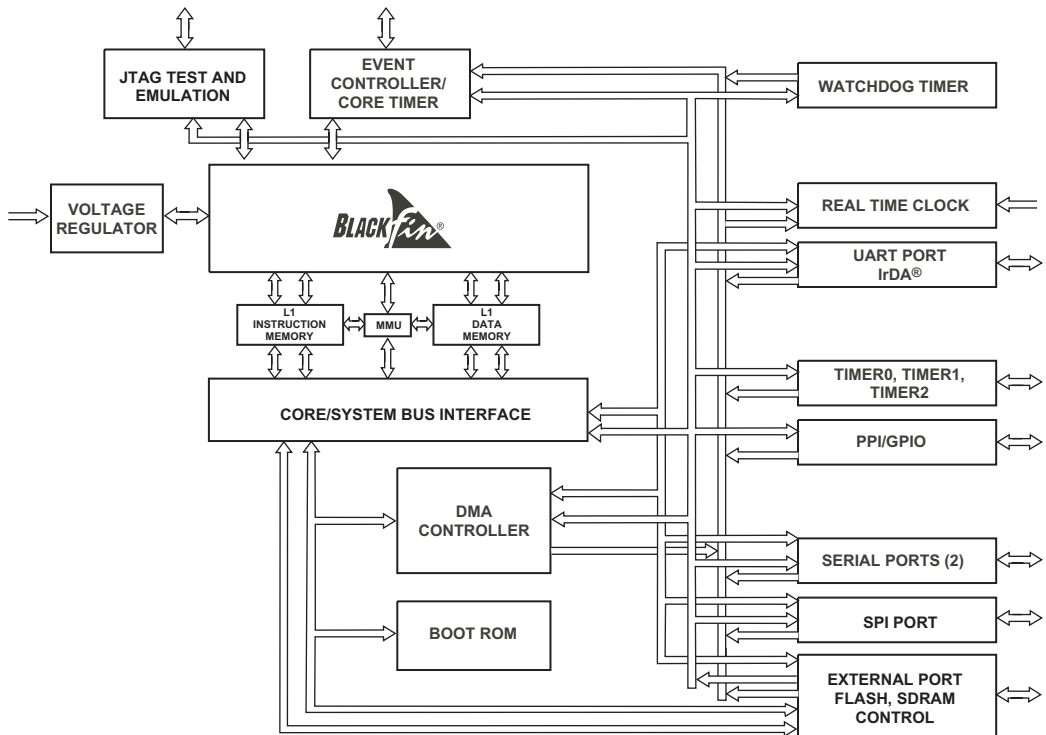 JTAG TEST AND
EMULATION
EVENT
CONTROLLER/
CORE TIMER
WATCHDOG TIMER
VOLTAGE
REGULATOR
BLACKfin®
REAL TIME CLOCK
UART PORT
IrDA®
L1
INSTRUCTION
MEMORY
MMU
L1
DATA
MEMORY
CORE/SYSTEM BUS INTERFACE
TIMER0, TIMER1,
TIMER2
PPI/GPIO
DMA
CONTROLLER
SERIAL PORTS (2)
BOOT ROM
SPI PORT
EXTERNAL PORT
FLASH, SDRAM
CONTROL